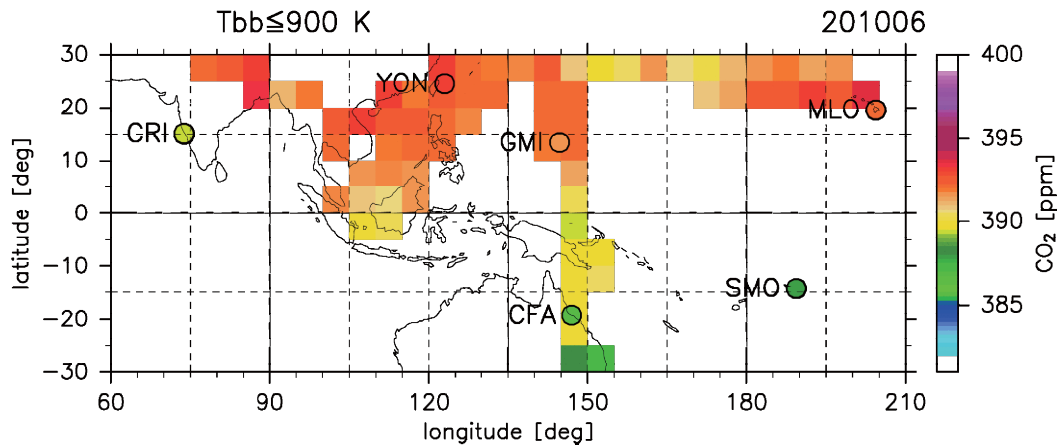 Tbb≦900 K
201006
30
20
10
0
−10
−20
−30
latitude [deg]
60
90
120
150
180
210
longitude [deg]
YON
CRI
GMI
MLO
SMO
CFA
400
395
390
385
CO₂ [ppm]